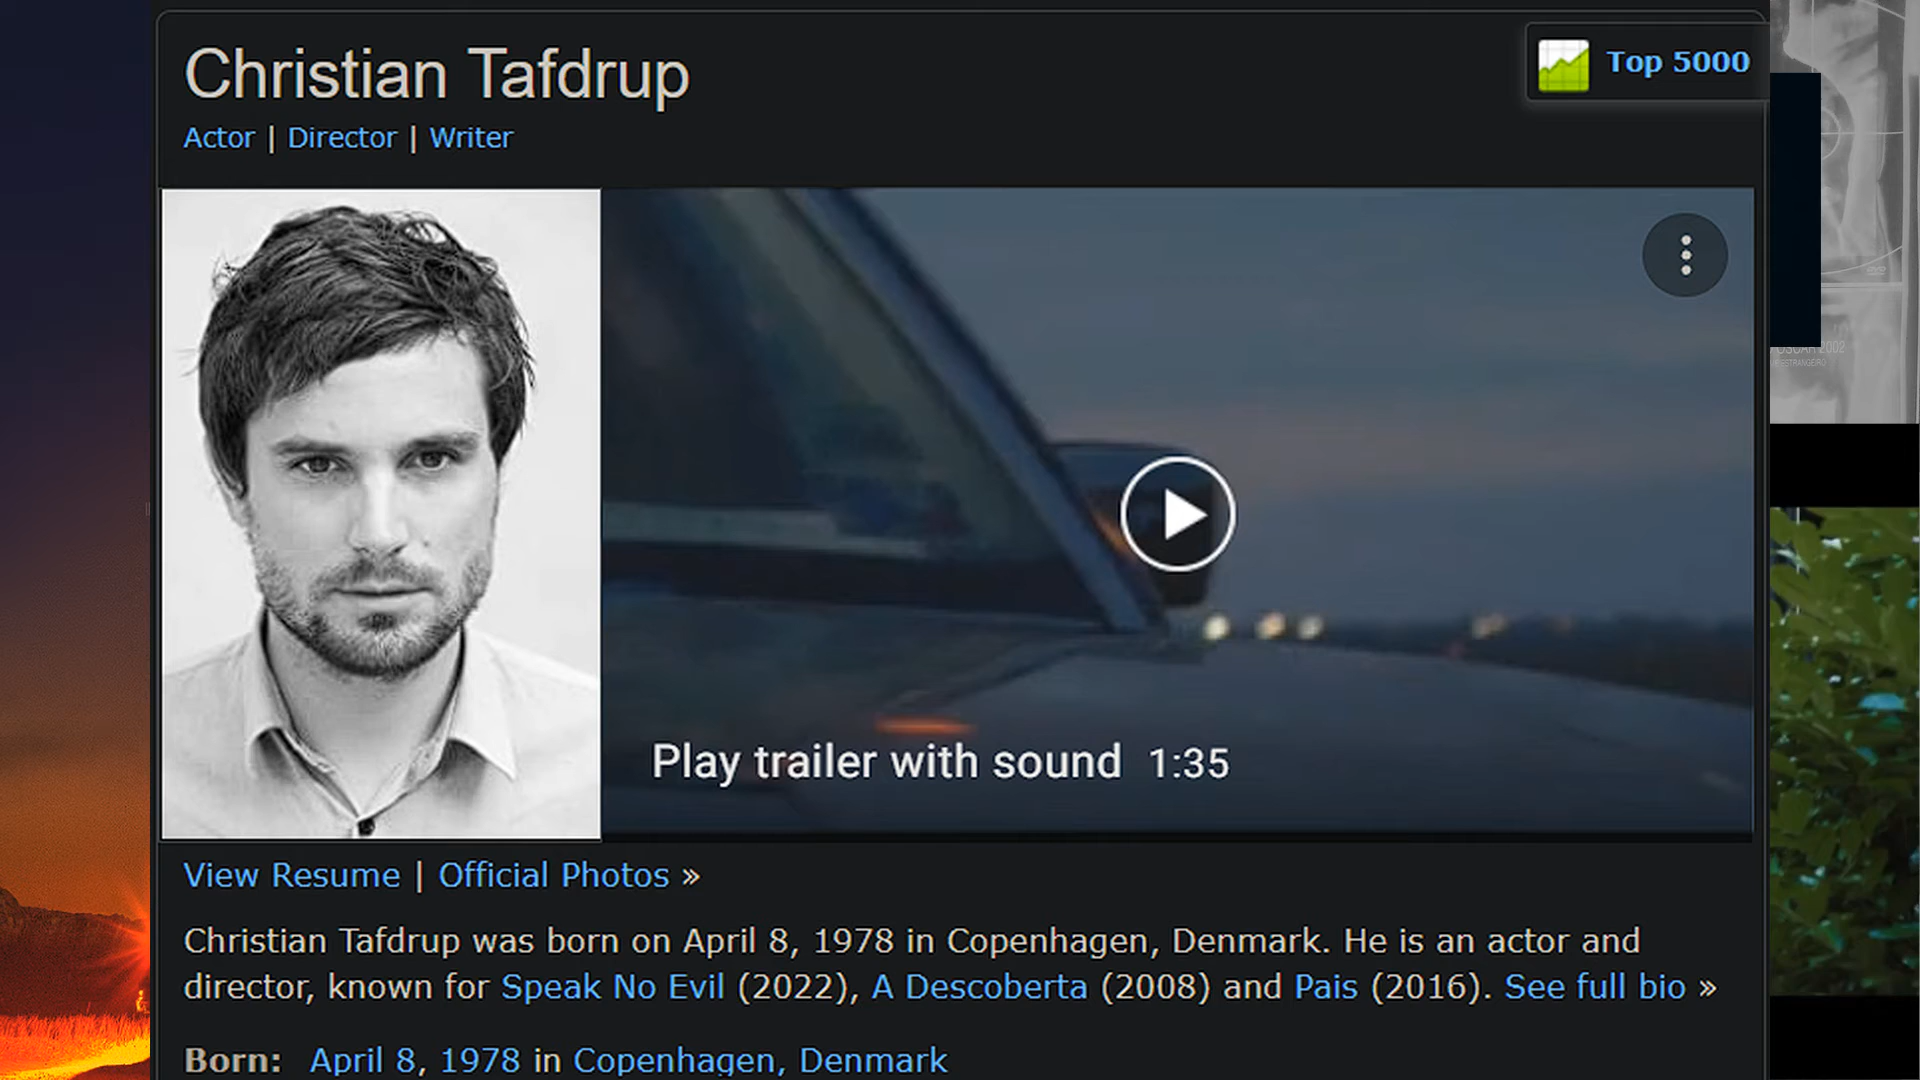 Christian Tafdrup
Top 5000
Actor | Director | Writer
Play trailer with sound 1:35
View Resume | Official Photos »
Christian Tafdrup was born on April 8, 1978 in Copenhagen, Denmark. He is an actor and
director, known for Speak No Evil (2022), A Descoberta (2008) and Pais (2016). See full bio »
Born: April 8, 1978 in Copenhagen, Denmark
OSCAR 2002